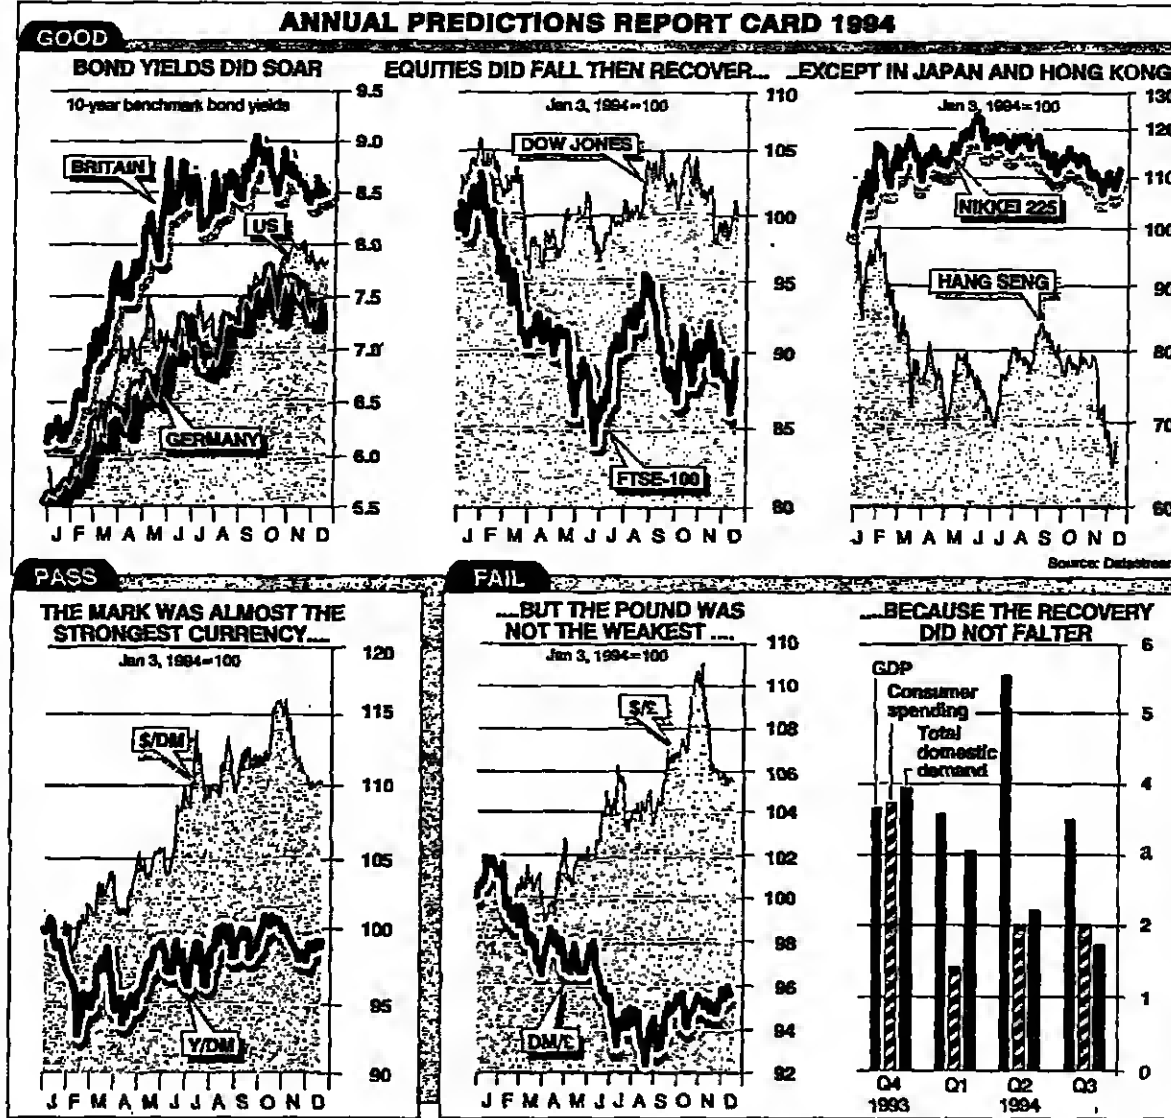 ANNUAL PREDICTIONS REPORT CARD 1994
GOOD
BOND YIELDS DID SOAR
10-year benchmark bond yields
9.5
9.0
8.5
8.0
7.5
7.0
6.5
6.0
5.5
BRITAIN
US
GERMANY
J F M A M J J A S O N D
EQUITIES DID FALL THEN RECOVER...
Jan 3, 1994=100
110
105
100
95
90
85
80
DOW JONES
FTSE-100
J F M A M J J A S O N D
...EXCEPT IN JAPAN AND HONG KONG
Jan 3, 1994=100
130
120
110
100
90
80
70
60
NIKKEI 225
HANG SENG
J F M A M J J A S O N D
Source: Datastream
PASS
THE MARK WAS ALMOST THE
STRONGEST CURRENCY....
Jan 3, 1994=100
120
115
110
105
100
95
90
$/DM
Y/DM
J F M A M J J A S O N D
FAIL
....BUT THE POUND WAS
NOT THE WEAKEST ....
Jan 3, 1994=100
110
110
108
106
104
102
100
98
96
94
92
$/£
DM/£
J F M A M J J A S O N D
....BECAUSE THE RECOVERY
DID NOT FALTER
GDP
Consumer
spending
Total
domestic
demand
6
5
4
3
2
1
0
Q4 Q1 Q2 Q3
1993 1994